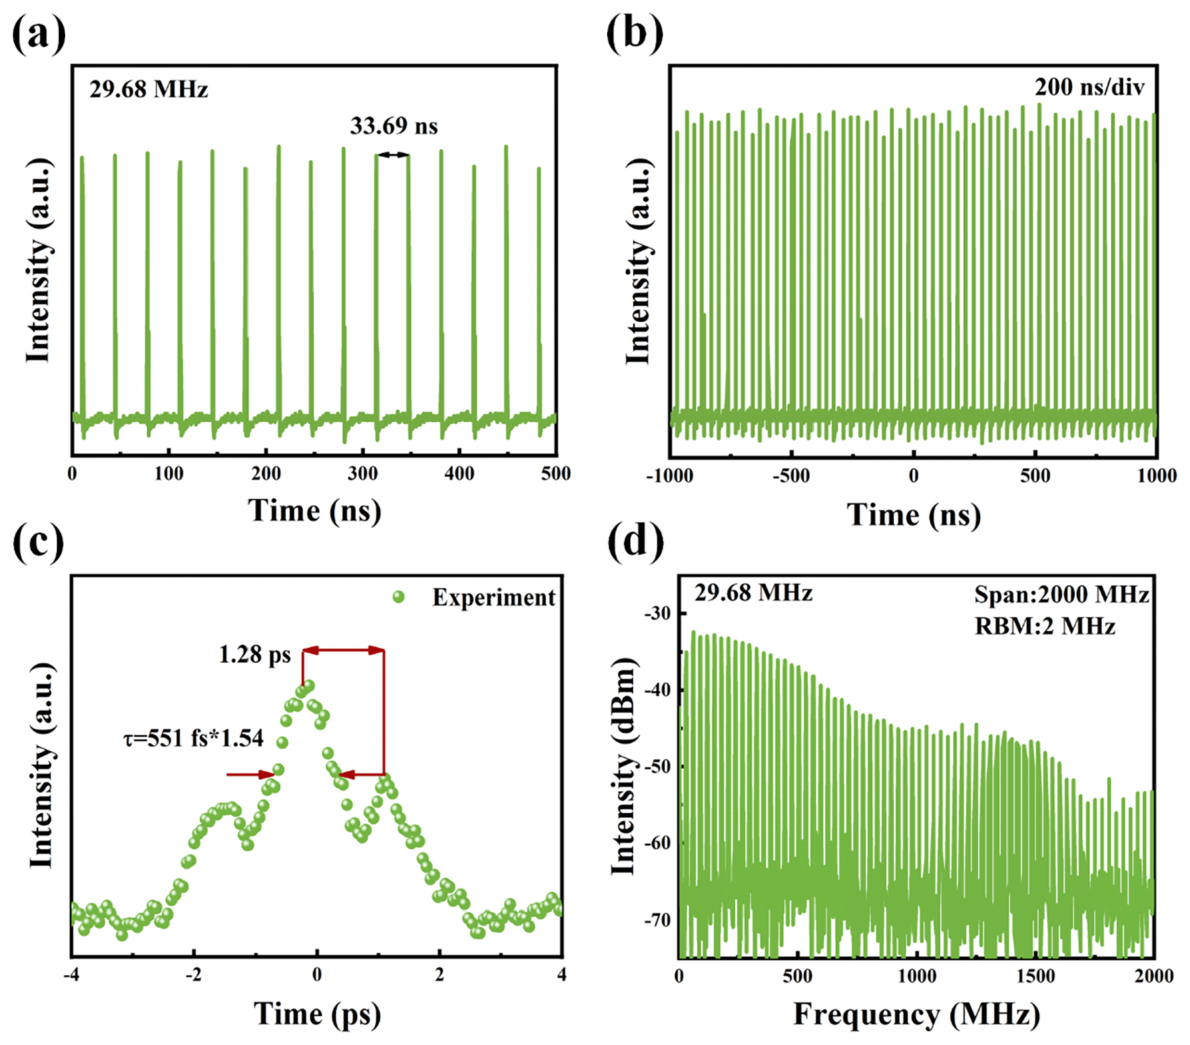 (a)
29.68 MHz
33.69 ns
Intensity (a.u.)
0 100 200 300 400 500
Time (ns)
(b)
200 ns/div
Intensity (a.u.)
-1000 -500 0 500 1000
Time (ns)
(c)
Experiment
1.28 ps
τ=551 fs*1.54
Intensity (a.u.)
-4 -2 0 2 4
Time (ps)
(d)
29.68 MHz
Span:2000 MHz
RBM:2 MHz
-30
-40
-50
-60
-70
Intensity (dBm)
0 500 1000 1500 2000
Frequency (MHz)